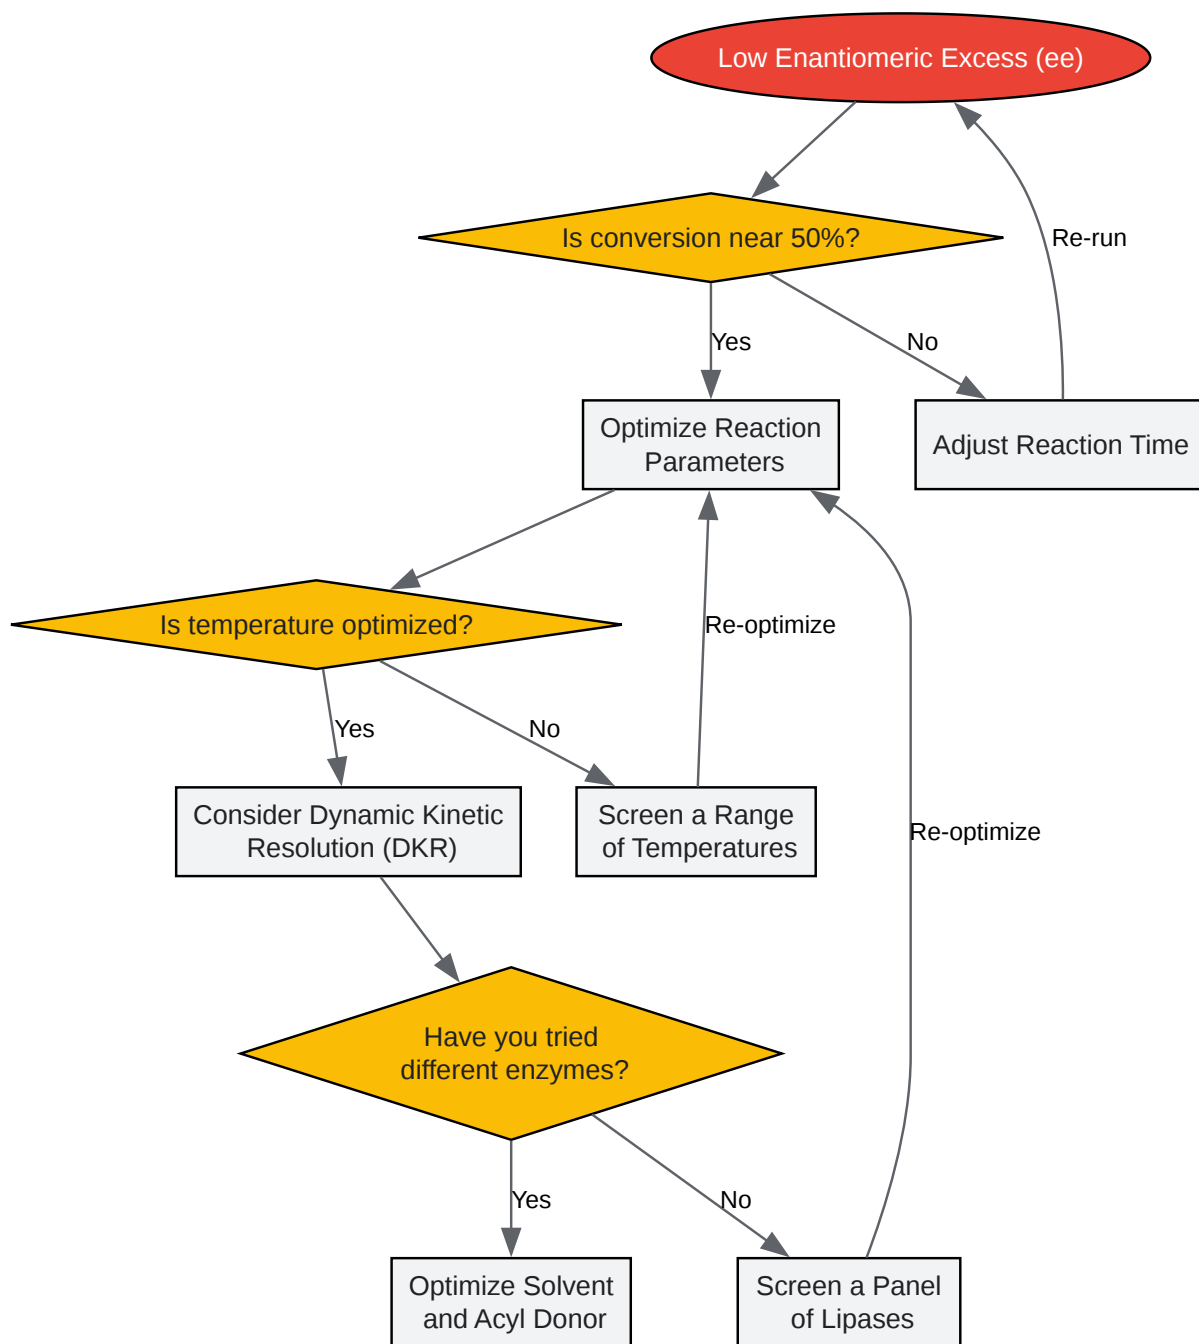 Low Enantiomeric Excess (ee)
Is conversion near 50%?
Re-run
Yes
No
Optimize Reaction
Parameters
Adjust Reaction Time
Is temperature optimized?
Re-optimize
Yes
No
Consider Dynamic Kinetic
Resolution (DKR)
Screen a Range
of Temperatures
Re-optimize
Have you tried
different enzymes?
Yes
No
Optimize Solvent
and Acyl Donor
Screen a Panel
of Lipases